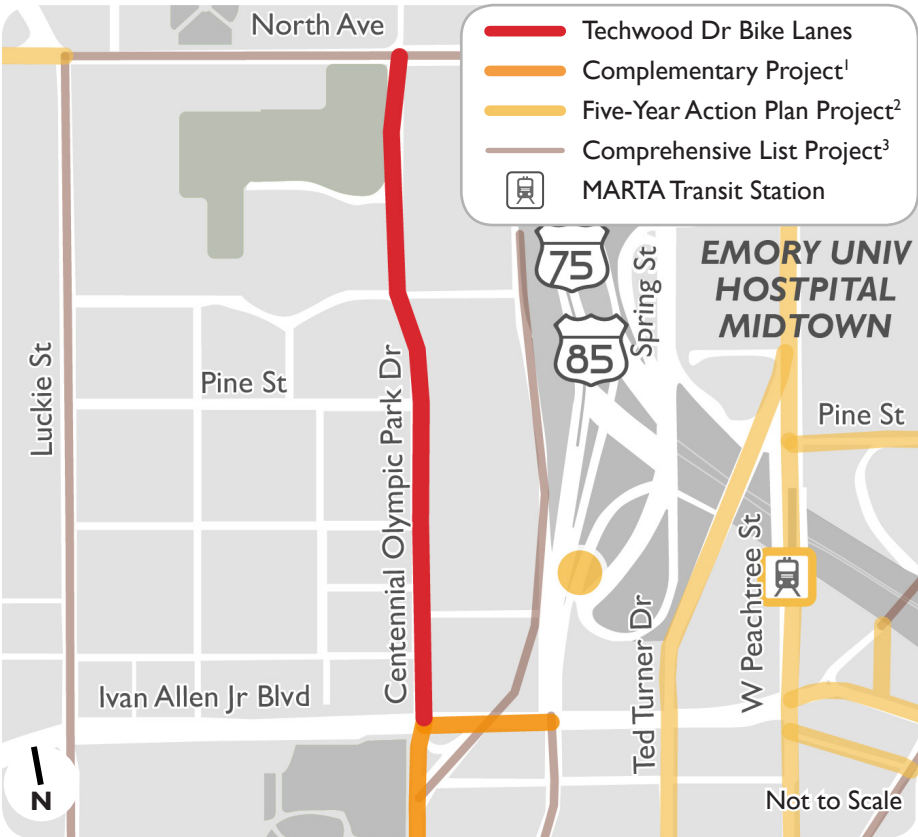 North Ave
Techwood Dr Bike Lanes
Complementary Project¹
Five-Year Action Plan Project²
Comprehensive List Project³
MARTA Transit Station
75
85
Spring St
EMORY UNIV
HOSTPITAL
MIDTOWN
Luckie St
Pine St
Centennial Olympic Park Dr
Pine St
W Peachtree St
Ted Turner Dr
Ivan Allen Jr Blvd
N
Not to Scale